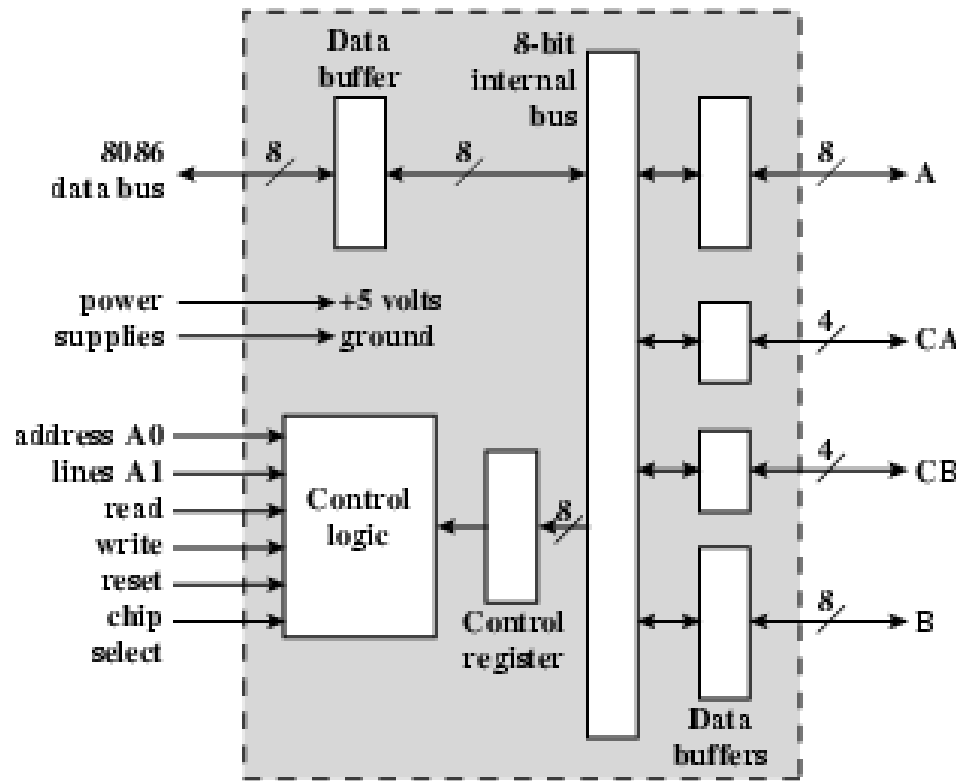 Data
buffer
8-bit
internal
bus
8086
data bus
8
8
8
A
power
supplies
+5 volts
ground
4
CA
address A0
lines A1
read
write
reset
chip
select
Control
logic
8
Control
register
4
CB
8
B
Data
buffers